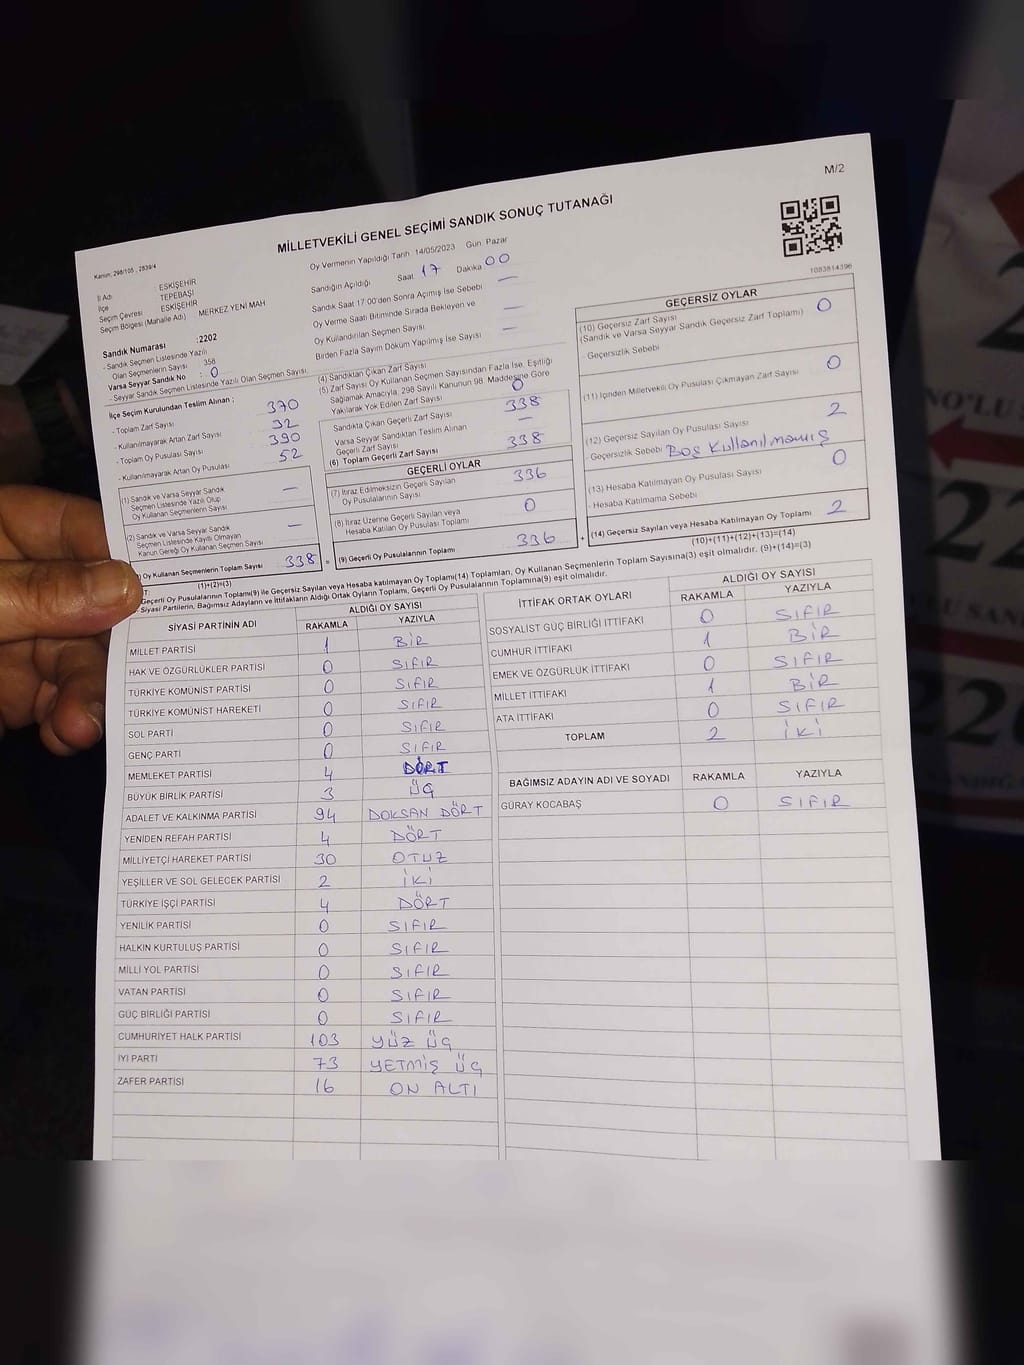 M/2
MİLLETVEKİLİ GENEL SEÇİMİ SANDIK SONUÇ TUTANAĞI
Kanun: 298/105 , 2839/4
1083814396
İl Adı : ESKİŞEHİR
İlçe : TEPEBAŞI
Seçim Çevresi : ESKİŞEHİR
Seçim Bölgesi (Mahalle Adı) : MERKEZ YENİ MAH
Sandık Numarası : 2202
- Sandık Seçmen Listesinde Yazılı
Olan Seçmenlerin Sayısı : 358
Varsa Seyyar Sandık No : 0
- Seyyar Sandık Seçmen Listesinde Yazılı Olan Seçmen Sayısı
Oy Vermenin Yapıldığı Tarih 14/05/2023 Gün: Pazar
Sandığın Açıldığı Saat 17 Dakika 00
Sandık Saat 17:00'den Sonra Açılmış İse Sebebi —
Oy Verme Saati Bitiminde Sırada Bekleyen ve
Oy Kullandırılan Seçmen Sayısı —
Birden Fazla Sayım Döküm Yapılmış İse Sayısı —
İlçe Seçim Kurulundan Teslim Alınan ;
- Toplam Zarf Sayısı 370
- Kullanılmayarak Artan Zarf Sayısı 32
- Toplam Oy Pusulası Sayısı 390
- Kullanılmayarak Artan Oy Pusulası 52
(1) Sandık ve Varsa Seyyar Sandık
Seçmen Listesinde Yazılı Olup
Oy Kullanan Seçmenlerin Sayısı —
(2) Sandık ve Varsa Seyyar Sandık
Seçmen Listesinde Kayıtlı Olmayan
Kanun Gereği Oy Kullanan Seçmen Sayısı —
Oy Kullanan Seçmenlerin Toplam Sayısı 338
(1)+(2)=(3)
(4) Sandıktan Çıkan Zarf Sayısı
(5) Zarf Sayısı Oy Kullanan Seçmen Sayısından Fazla İse, Eşitliği
Sağlamak Amacıyla, 298 Sayılı Kanunun 98. Maddesine Göre
Yakılarak Yok Edilen Zarf Sayısı 0
Sandıkta Çıkan Geçerli Zarf Sayısı 338
Varsa Seyyar Sandıktan Teslim Alınan
Geçerli Zarf Sayısı —
(6) Toplam Geçerli Zarf Sayısı 338
GEÇERLİ OYLAR
(7) İtiraz Edilmeksizin Geçerli Sayılan
Oy Pusulalarının Sayısı 336
(8) İtiraz Üzerine Geçerli Sayılan veya
Hesaba Katılan Oy Pusulası Toplamı 0
= (9) Geçerli Oy Pusulalarının Toplamı 336
GEÇERSİZ OYLAR
(10) Geçersiz Zarf Sayısı 0
(Sandık ve Varsa Seyyar Sandık Geçersiz Zarf Toplamı)
Geçersizlik Sebebi
(11) İçinden Milletvekili Oy Pusulası Çıkmayan Zarf Sayısı 0
(12) Geçersiz Sayılan Oy Pusulası Sayısı 2
- Geçersizlik Sebebi Boş Kullanılmamış
(13) Hesaba Katılmayan Oy Pusulası Sayısı 0
- Hesaba Katılmama Sebebi
+ (14) Geçersiz Sayılan veya Hesaba Katılmayan Oy Toplamı 2
(10)+(11)+(12)+(13)=(14)
Geçerli Oy Pusulalarının Toplamı(9) ile Geçersiz Sayılan veya Hesaba katılmayan Oy Toplamı(14) Toplamları, Oy Kullanan Seçmenlerin Toplam Sayısına(3) eşit olmalıdır. (9)+(14)=(3)
Siyasi Partilerin, Bağımsız Adayların ve İttifakların Aldığı Ortak Oyların Toplamı, Geçerli Oy Pusulalarının Toplamına(9) eşit olmalıdır.
SİYASİ PARTİNİN ADI ALDIĞI OY SAYISI
RAKAMLA YAZIYLA
MİLLET PARTİSİ 1 BİR
HAK VE ÖZGÜRLÜKLER PARTİSİ 0 SIFIR
TÜRKİYE KOMÜNİST PARTİSİ 0 SIFIR
TÜRKİYE KOMÜNİST HAREKETİ 0 SIFIR
SOL PARTİ 0 SIFIR
GENÇ PARTİ 0 SIFIR
MEMLEKET PARTİSİ 4 DÖRT
BÜYÜK BİRLİK PARTİSİ 3 ÜÇ
ADALET VE KALKINMA PARTİSİ 94 DOKSAN DÖRT
YENİDEN REFAH PARTİSİ 4 DÖRT
MİLLİYETÇİ HAREKET PARTİSİ 30 OTUZ
YEŞİLLER VE SOL GELECEK PARTİSİ 2 İKİ
TÜRKİYE İŞÇİ PARTİSİ 4 DÖRT
YENİLİK PARTİSİ 0 SIFIR
HALKIN KURTULUŞ PARTİSİ 0 SIFIR
MİLLİ YOL PARTİSİ 0 SIFIR
VATAN PARTİSİ 0 SIFIR
GÜÇ BİRLİĞİ PARTİSİ 0 SIFIR
CUMHURİYET HALK PARTİSİ 103 YÜZ ÜÇ
İYİ PARTİ 73 YETMİŞ ÜÇ
ZAFER PARTİSİ 16 ON ALTI
İTTİFAK ORTAK OYLARI ALDIĞI OY SAYISI
RAKAMLA YAZIYLA
SOSYALİST GÜÇ BİRLİĞİ İTTİFAKI 0 SIFIR
CUMHUR İTTİFAKI 1 BİR
EMEK VE ÖZGÜRLÜK İTTİFAKI 0 SIFIR
MİLLET İTTİFAKI 1 BİR
ATA İTTİFAKI 0 SIFIR
TOPLAM 2 İKİ
BAĞIMSIZ ADAYIN ADI VE SOYADI RAKAMLA YAZIYLA
GÜRAY KOCABAŞ 0 SIFIR